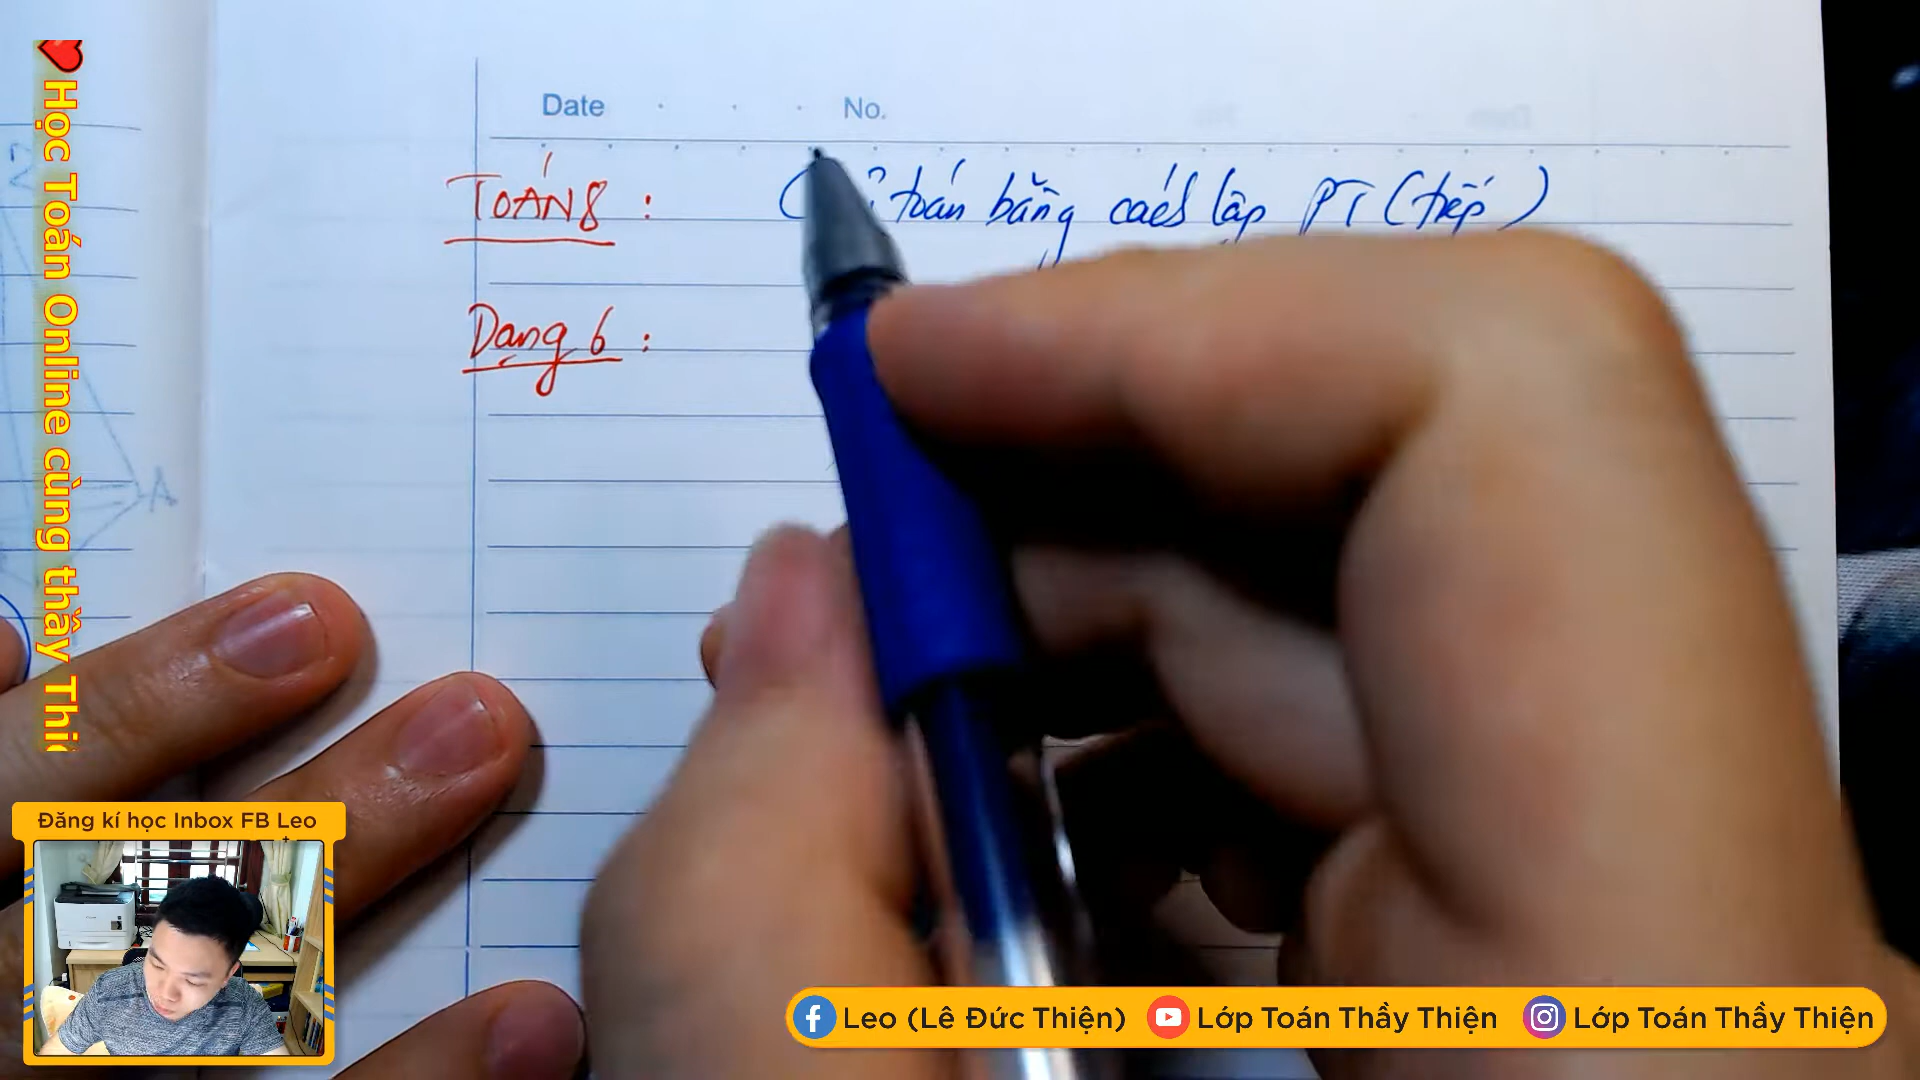 ❤️Học Toán Online cùng thầy Thi
Date No.
TOÁN 8 : toán bằng cách lập PT (tiếp)
Dạng 6 :
A
Đăng kí học Inbox FB Leo
Leo (Lê Đức Thiện) Lớp Toán Thầy Thiện Lớp Toán Thầy Thiện